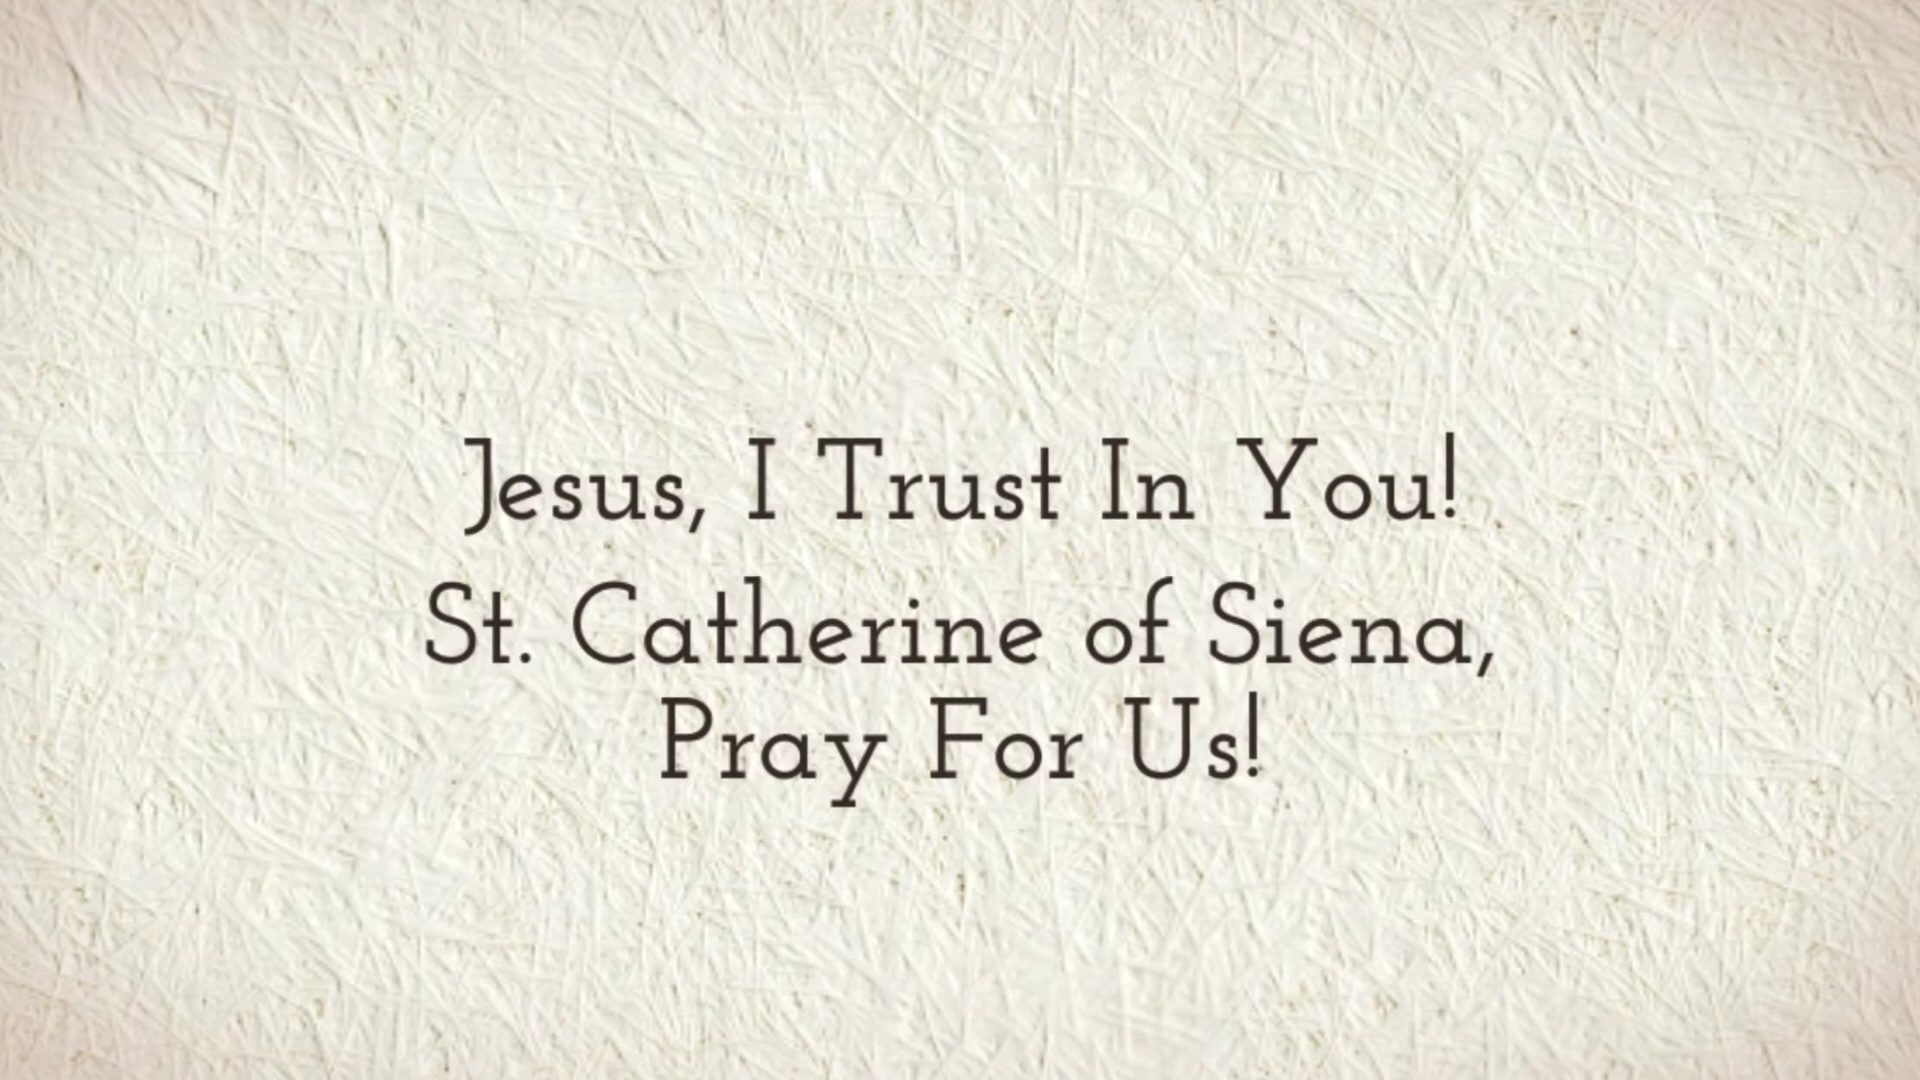 Jesus, I Trust In You!
St. Catherine of Siena,
Pray For Us!